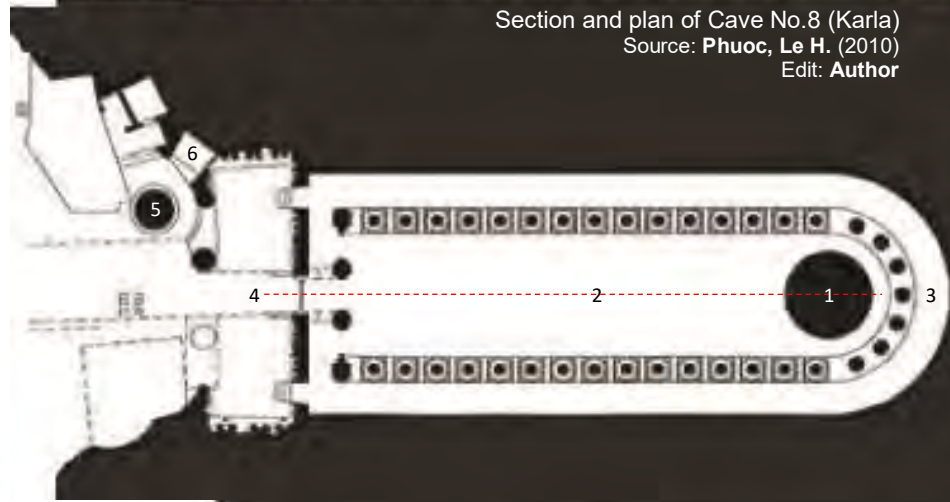 Section and plan of Cave No.8 (Karla)
Source: Phuoc, Le H. (2010)
Edit: Author
6
5
4
2
1
3